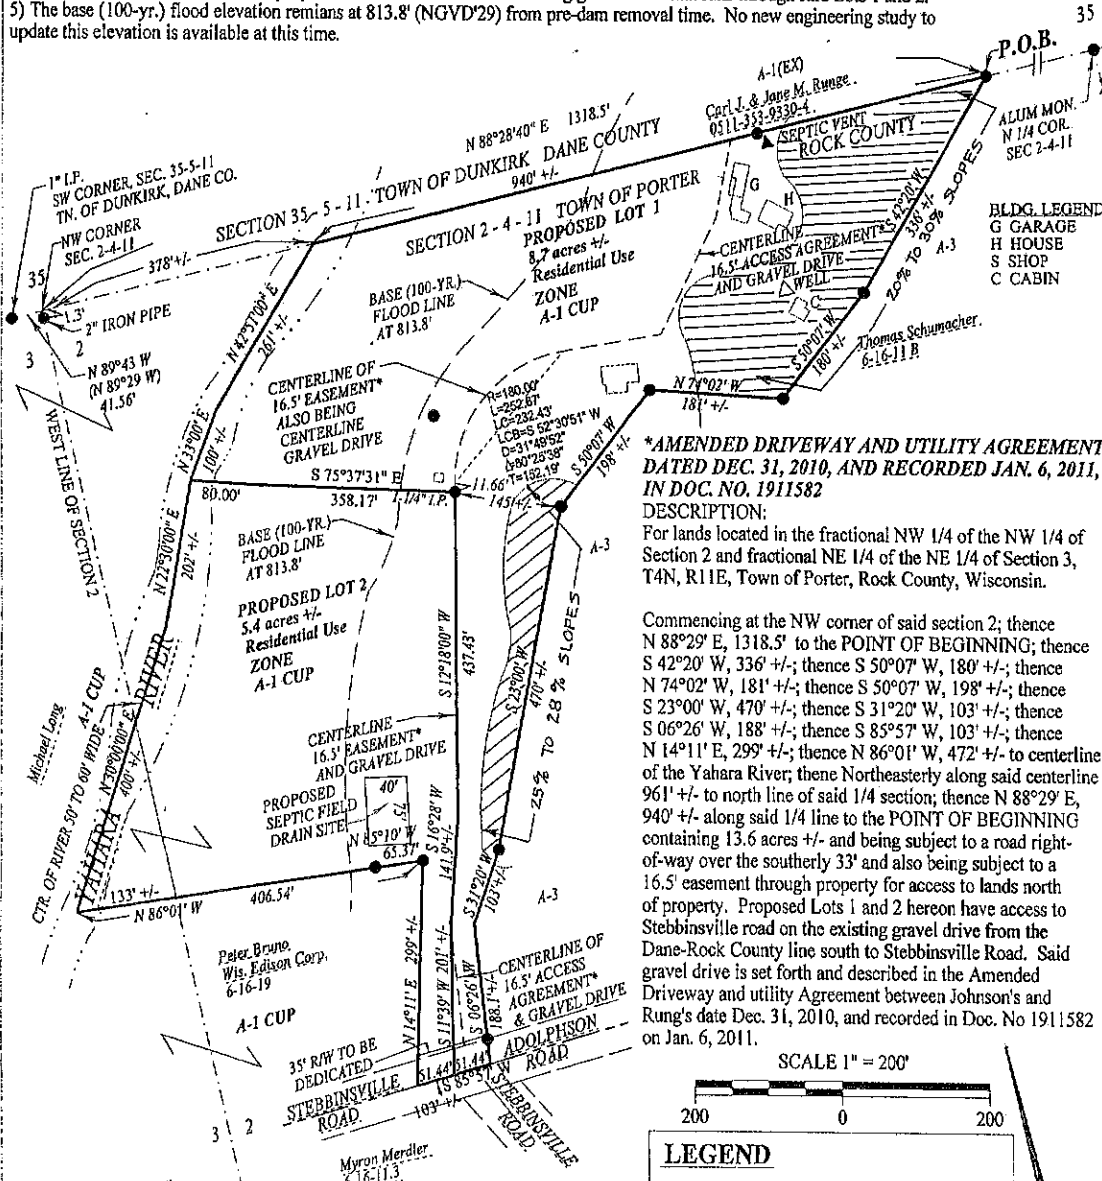 5) The base (100-yr.) flood elevation remians at 813.8' (NGVD'29) from pre-dam removal time. No new engineering study to
update this elevation is available at this time.
35
P.O.B.
A-1(EX)
Carl J. & Jane M. Runge
0511-353-9330-4
SEPTIC VENT
ROCK COUNTY
ALUM MON.
N 1/4 COR.
SEC 2-4-11
N 88°28'40" E 1318.5'
1" I.P.
SW CORNER, SEC. 35-5-11
TN. OF DUNKIRK, DANE CO.
NW CORNER
SEC. 2-4-11
SECTION 35-5-11 - TOWN OF DUNKIRK DANE COUNTY
940' +/-
SECTION 2-4-11 TOWN OF PORTER
378' +/-
35
1.3'
2" IRON PIPE
3 2
N 89°43 W
(N 89°29 W)
41.56'
WEST LINE OF SECTION 2
PROPOSED LOT 1
8.7 acres +/-
Residential Use
ZONE
A-1 CUP
BASE (100-YR.)
FLOOD LINE
AT 813.8'
G
H
CENTERLINE
16.5' ACCESS AGREEMENT*
AND GRAVEL DRIVE
WELL
C
S 42°20' W
336' +/-
20% TO 30% SLOPES
A-3
BLDG. LEGEND
G GARAGE
H HOUSE
S SHOP
C CABIN
N 42°57'00" E
261' +/-
S 50°07' W
180' +/-
Thomas Schumacher
6-16-11 B
N 74°02' W
181' +/-
CENTERLINE OF
16.5' EASEMENT*
ALSO BEING
CENTERLINE
GRAVEL DRIVE
R=180.00'
L=252.67'
LC=232.43'
LCB=S 52°30'51" W
D=31°49'52"
Δ=80°25'38"
T=152.19'
S 50°07' W
198' +/-
N 33°00' E
100' +/-
80.00'
S 75°37'31" E
358.17'
1-1/4" I.P.
11.66'
145' +/-
A-3
*AMENDED DRIVEWAY AND UTILITY AGREEMENT
DATED DEC. 31, 2010, AND RECORDED JAN. 6, 2011,
IN DOC. NO. 1911582
DESCRIPTION:
For lands located in the fractional NW 1/4 of the NW 1/4 of
Section 2 and fractional NE 1/4 of the NE 1/4 of Section 3,
T4N, R11E, Town of Porter, Rock County, Wisconsin.
Commencing at the NW corner of said section 2; thence
N 88°29' E, 1318.5' to the POINT OF BEGINNING; thence
S 42°20' W, 336' +/-; thence S 50°07' W, 180' +/-; thence
N 74°02' W, 181' +/-; thence S 50°07' W, 198' +/-; thence
S 23°00' W, 470' +/-; thence S 31°20' W, 103' +/-; thence
S 06°26' W, 188' +/-; thence S 85°57' W, 103' +/-; thence
N 14°11' E, 299' +/-; thence N 86°01' W, 472' +/- to centerline
of the Yahara River; thene Northeasterly along said centerline
961' +/- to north line of said 1/4 section; thence N 88°29' E,
940' +/- along said 1/4 line to the POINT OF BEGINNING
containing 13.6 acres +/- and being subject to a road right-
of-way over the southerly 33' and also being subject to a
16.5' easement through property for access to lands north
of property. Proposed Lots 1 and 2 hereon have access to
Stebbinsville road on the existing gravel drive from the
Dane-Rock County line south to Stebbinsville Road. Said
gravel drive is set forth and described in the Amended
Driveway and utility Agreement between Johnson's and
Rung's date Dec. 31, 2010, and recorded in Doc. No 1911582
on Jan. 6, 2011.
BASE (100-YR.)
FLOOD LINE
AT 813.8'
N 22°30'00" E
202' +/-
PROPOSED LOT 2
5.4 acres +/-
Residential Use
ZONE
A-1 CUP
S 12°18'00" W
437.43'
S 23°00' W
470' +/-
25% TO 28% SLOPES
Michael Long
A-1 CUP
CTR. OF RIVER 50' TO 60' WIDE
YAHARA RIVER
400' +/-
CENTERLINE
16.5' EASEMENT*
AND GRAVEL DRIVE
PROPOSED
SEPTIC FIELD
DRAIN SITE
40'
75'
N 85°10' W
65.37'
S 16°28' W
141.9' +/-
133' +/-
N 86°01' W
406.54'
S 31°20' W
103' +/-
A-3
Peter Bruno
Wis. Edison Corp.
6-16-19
A-1 CUP
N 14°11' E 299' +/-
S 11°39' W 201' +/-
S 06°26' W
188.1' +/-
CENTERLINE OF
16.5' ACCESS
AGREEMENT*
& GRAVEL DRIVE
35' R/W TO BE
DEDICATED
51.44' 51.44'
S 85°57' W
103' +/-
ADOLPHSON
ROAD
STEBBINSVILLE
ROAD
STEBBINSVILLE
ROAD
3 2
Myron Merdler
6-16-11.3
SCALE 1" = 200'
200 0 200
LEGEND